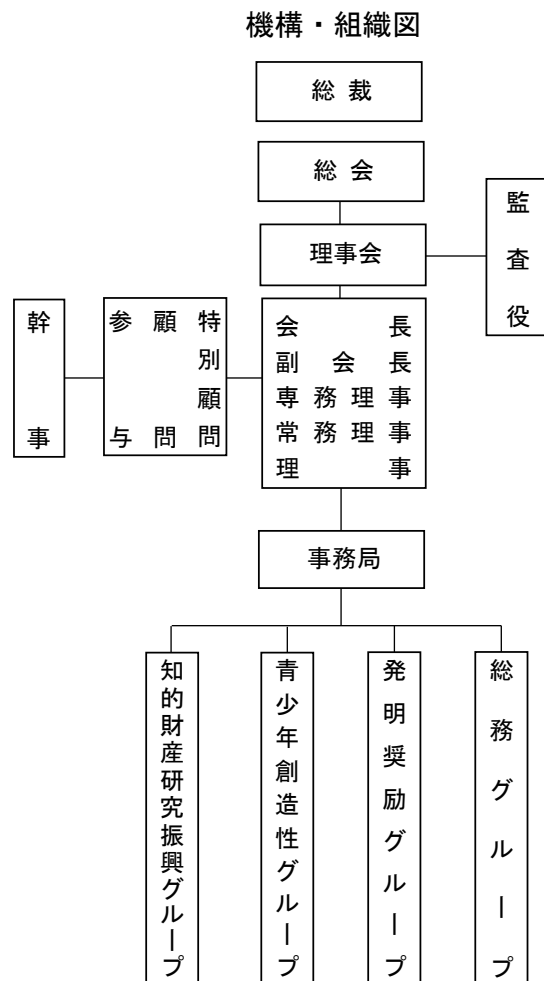 機構・組織図
総裁
総会
理事会
監査役
会長
副会長
専務理事
常務理事
理事
特別顧問
顧問
参与
幹事
事務局
総務グループ
発明奨励グループ
青少年創造性グループ
知的財産研究振興グループ